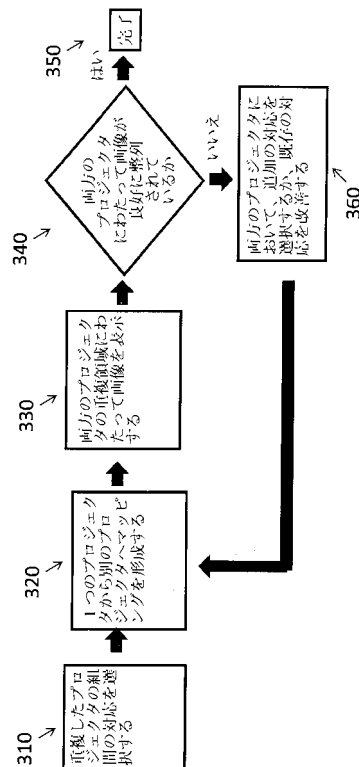 310
重複したプロ
ジェクタの組
間の対応を選
択する
320
1つのプロジェク
タから別のプロ
ジェクタへマッピ
ングを形成する
330
両方のプロジェク
タの重複領域にわ
たって画像を表示
する
340
両方の
プロジェクタ
にわたって画像が
良好に整列
されて
いるか
はい
350
完了
いいえ
両方のプロジェクタに
おいて、追加の対応を
選択するか、既存の対
応を改善する
360